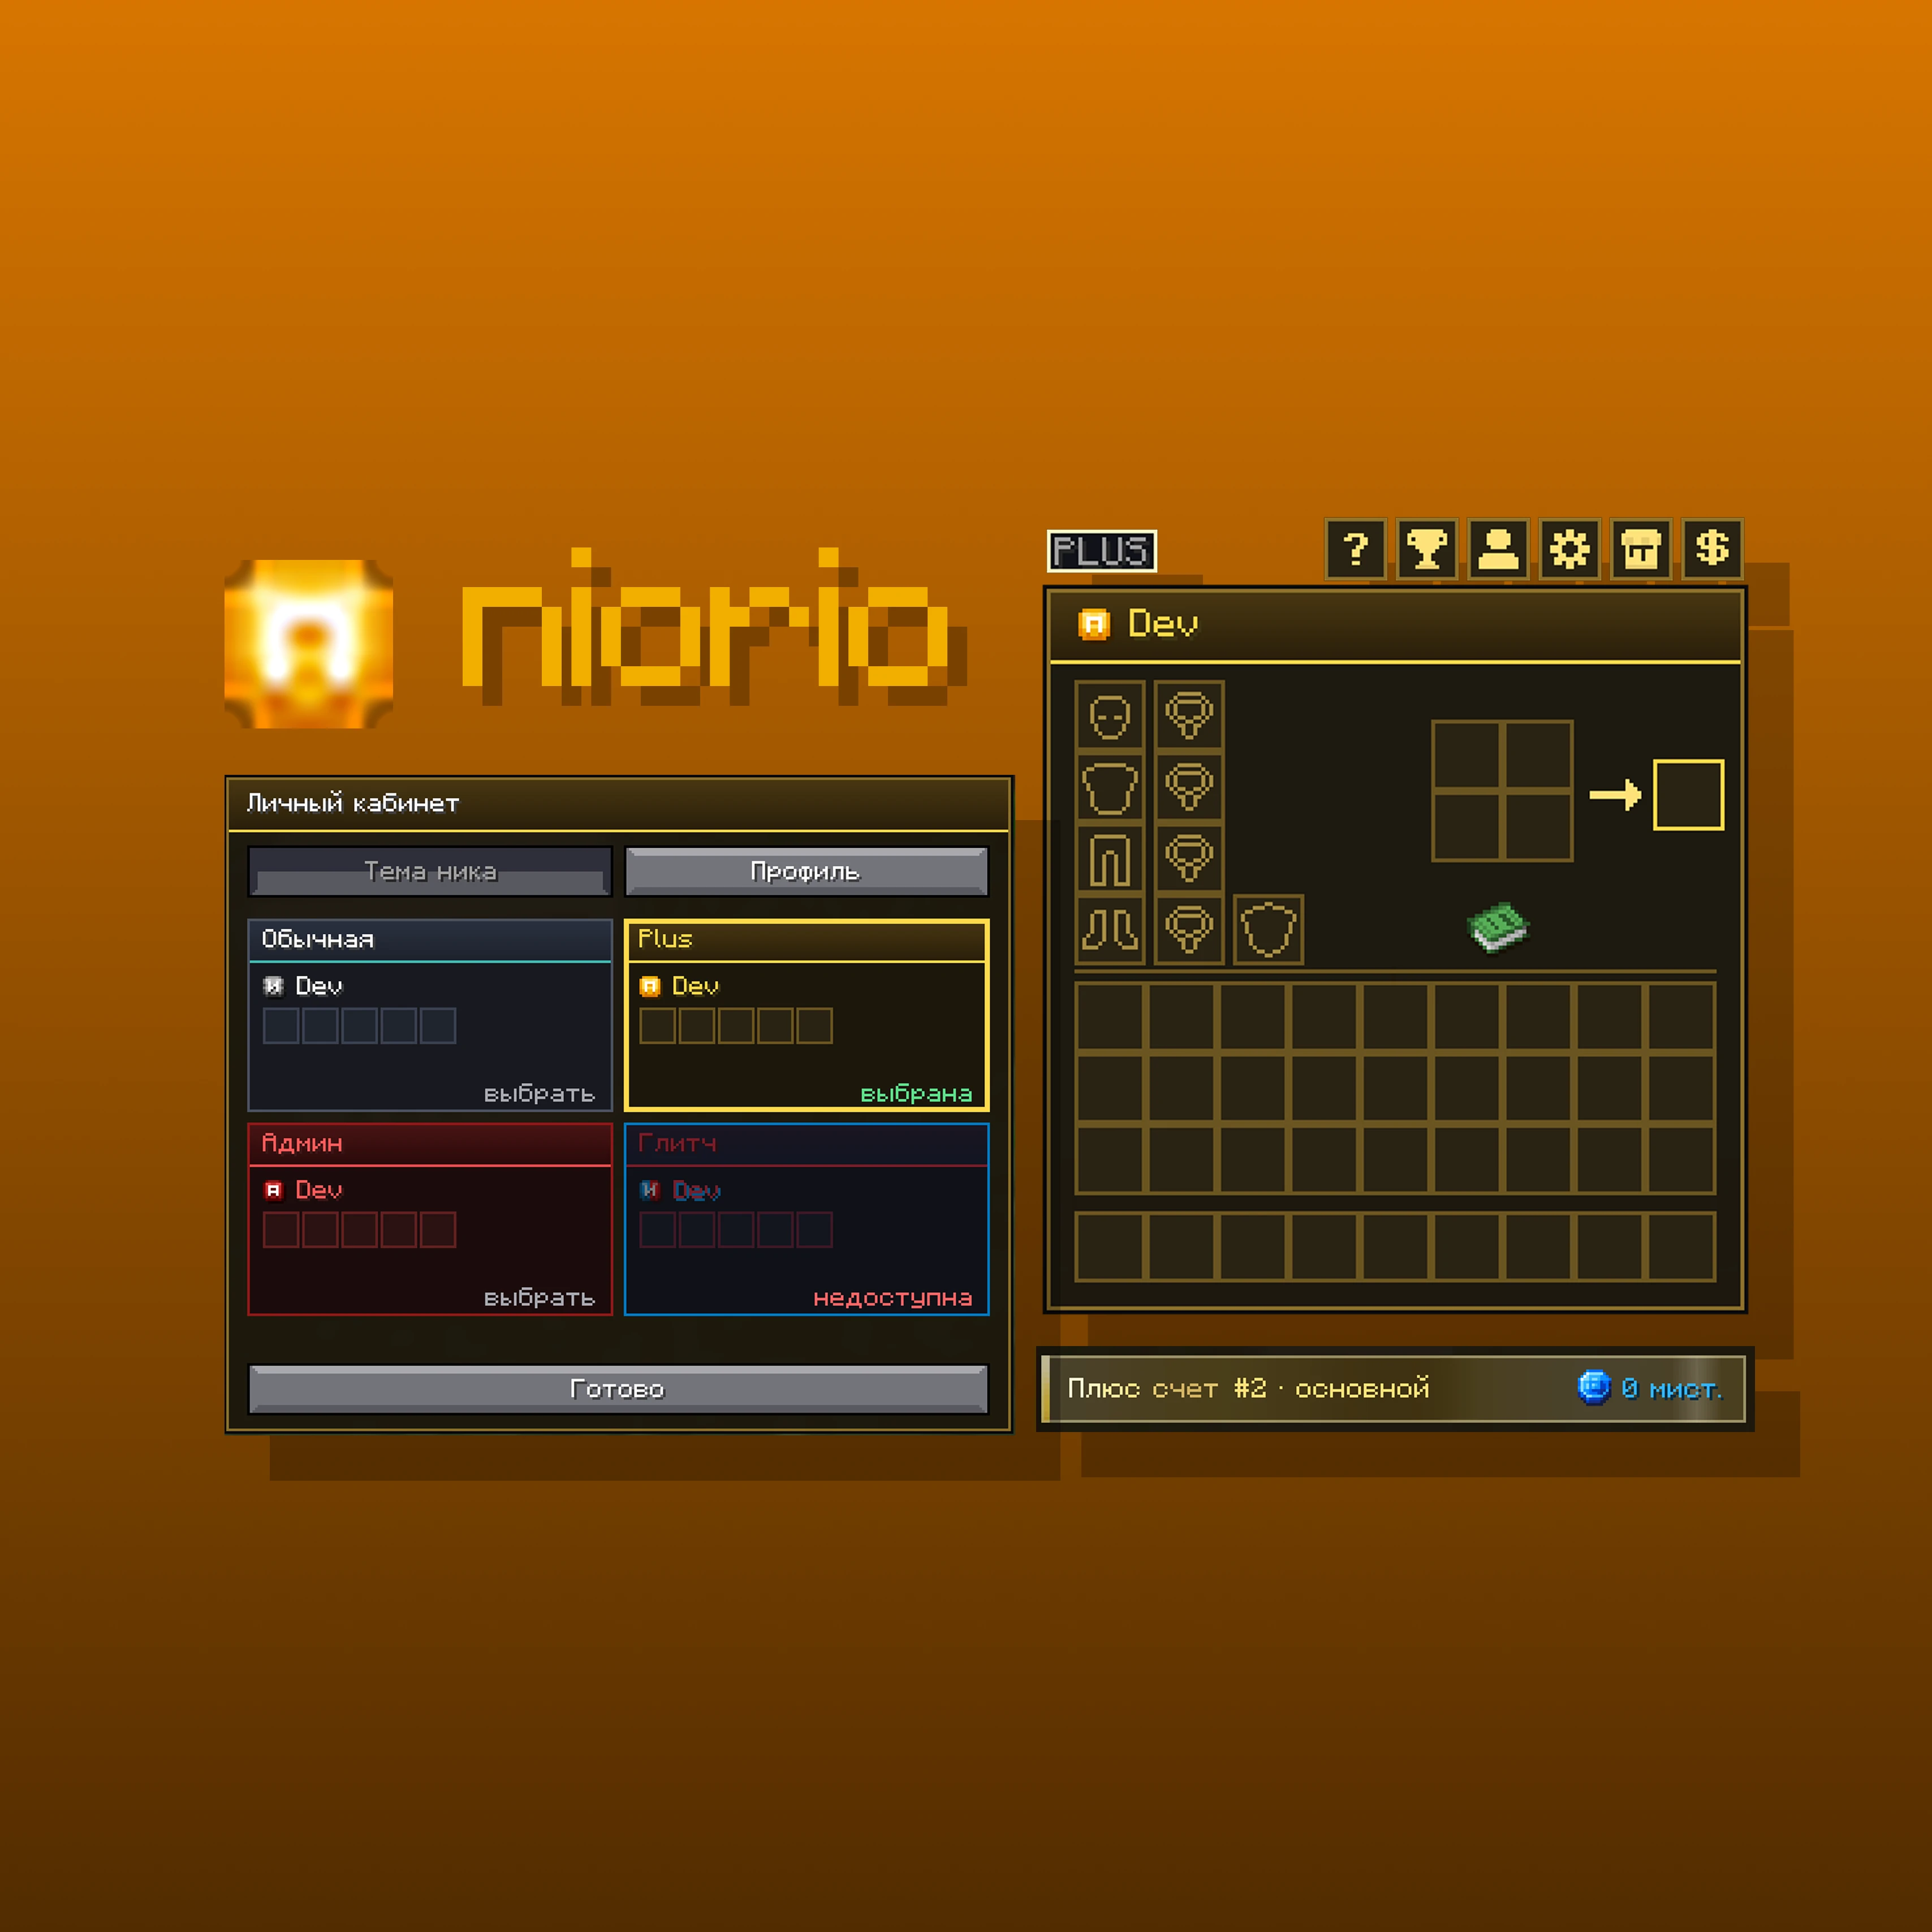 niorio
Личный кабинет
Тема ника
Профиль
Обычная
Dev
выбрать
Plus
Dev
выбрана
Админ
Dev
выбрать
Глитч
Dev
недоступна
Готово
PLUS
?
$
Dev
Плюс счет #2 · основной
0 мист.